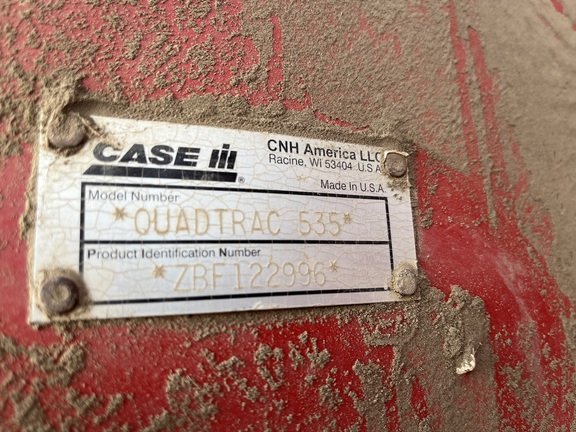 CASE IH
CNH America LLC
Racine, WI 53404 U.S.A.
Made in U.S.A.
Model Number
*QUADTRAC 535*
Product Identification Number
*ZBF122996*